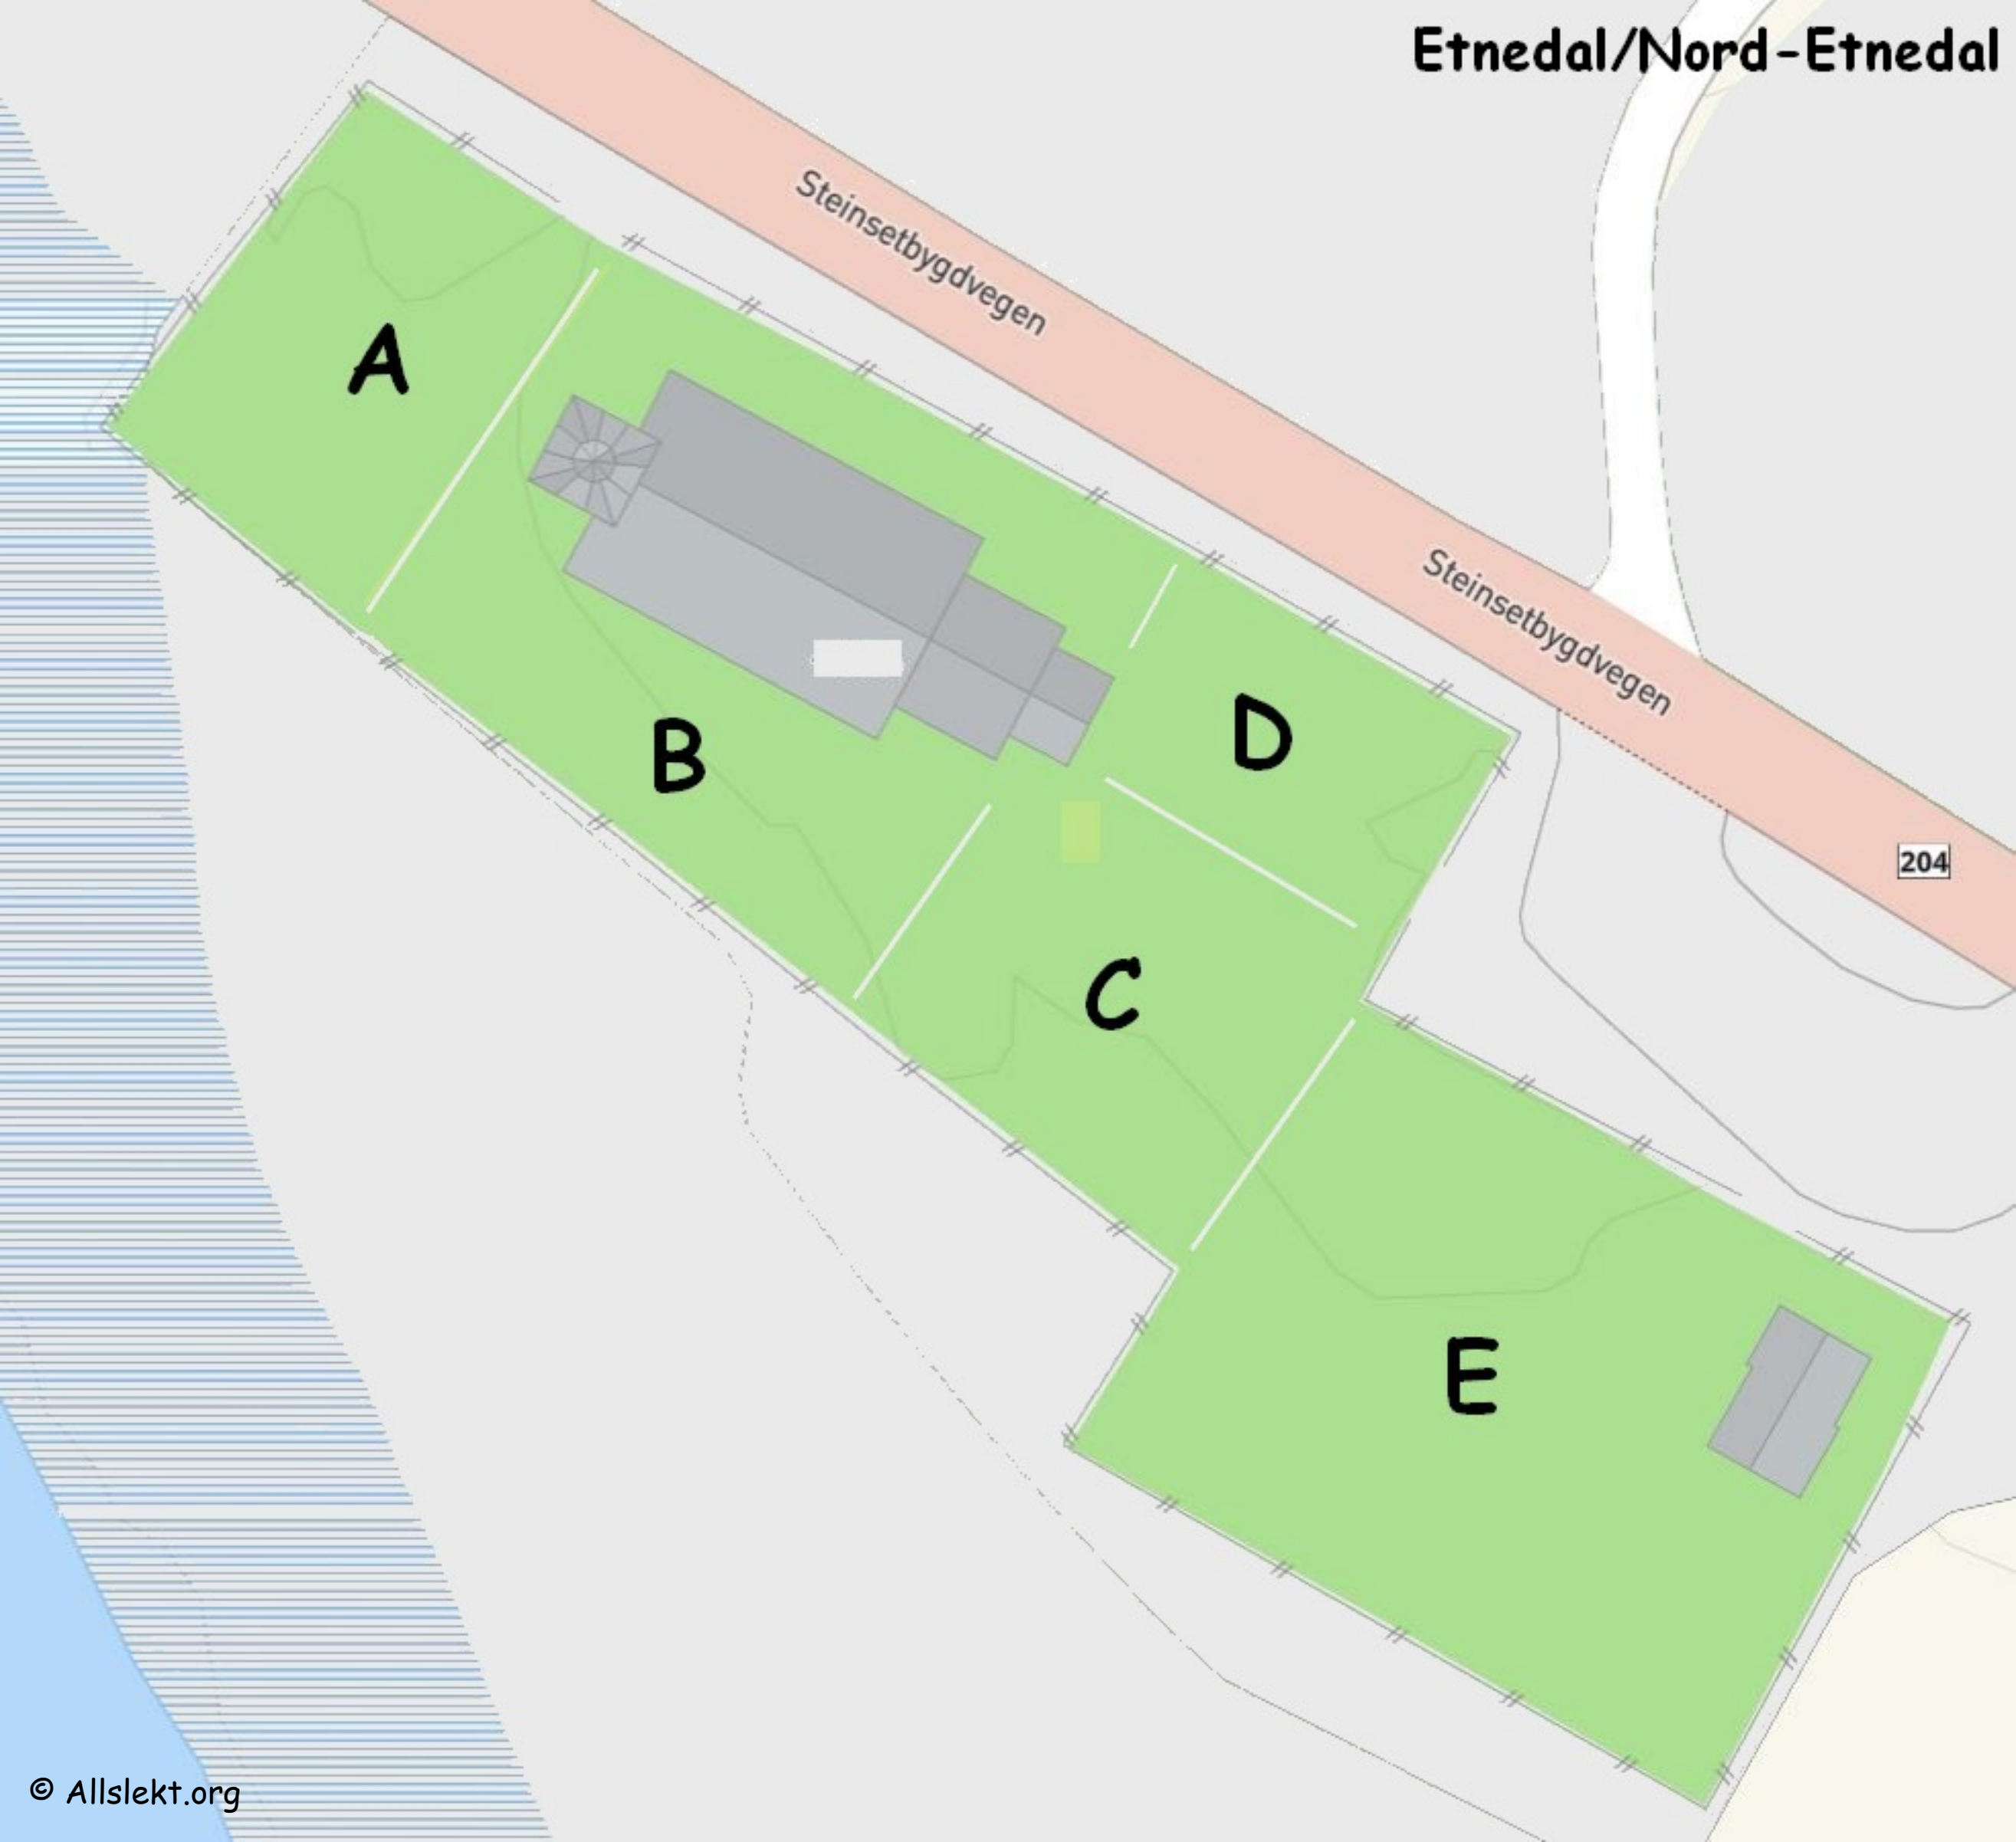 Etnedal/Nord-Etnedal
Steinsetbygdvegen
Steinsetbygdvegen
A
B
D
204
C
E
© Allslekt.org